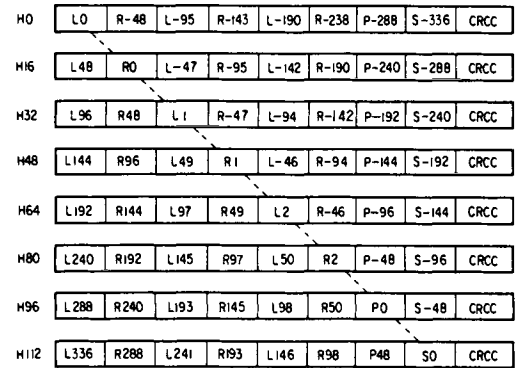 H0 L0 R-48 L-95 R-143 L-190 R-238 P-288 S-336 CRCC
H16 L48 R0 L-47 R-95 L-142 R-190 P-240 S-288 CRCC
H32 L96 R48 L1 R-47 L-94 R-142 P-192 S-240 CRCC
H48 L144 R96 L49 R1 L-46 R-94 P-144 S-192 CRCC
H64 L192 R144 L97 R49 L2 R-46 P-96 S-144 CRCC
H80 L240 R192 L145 R97 L50 R2 P-48 S-96 CRCC
H96 L288 R240 L193 R145 L98 R50 P0 S-48 CRCC
H112 L336 R288 L241 R193 L146 R98 P48 S0 CRCC